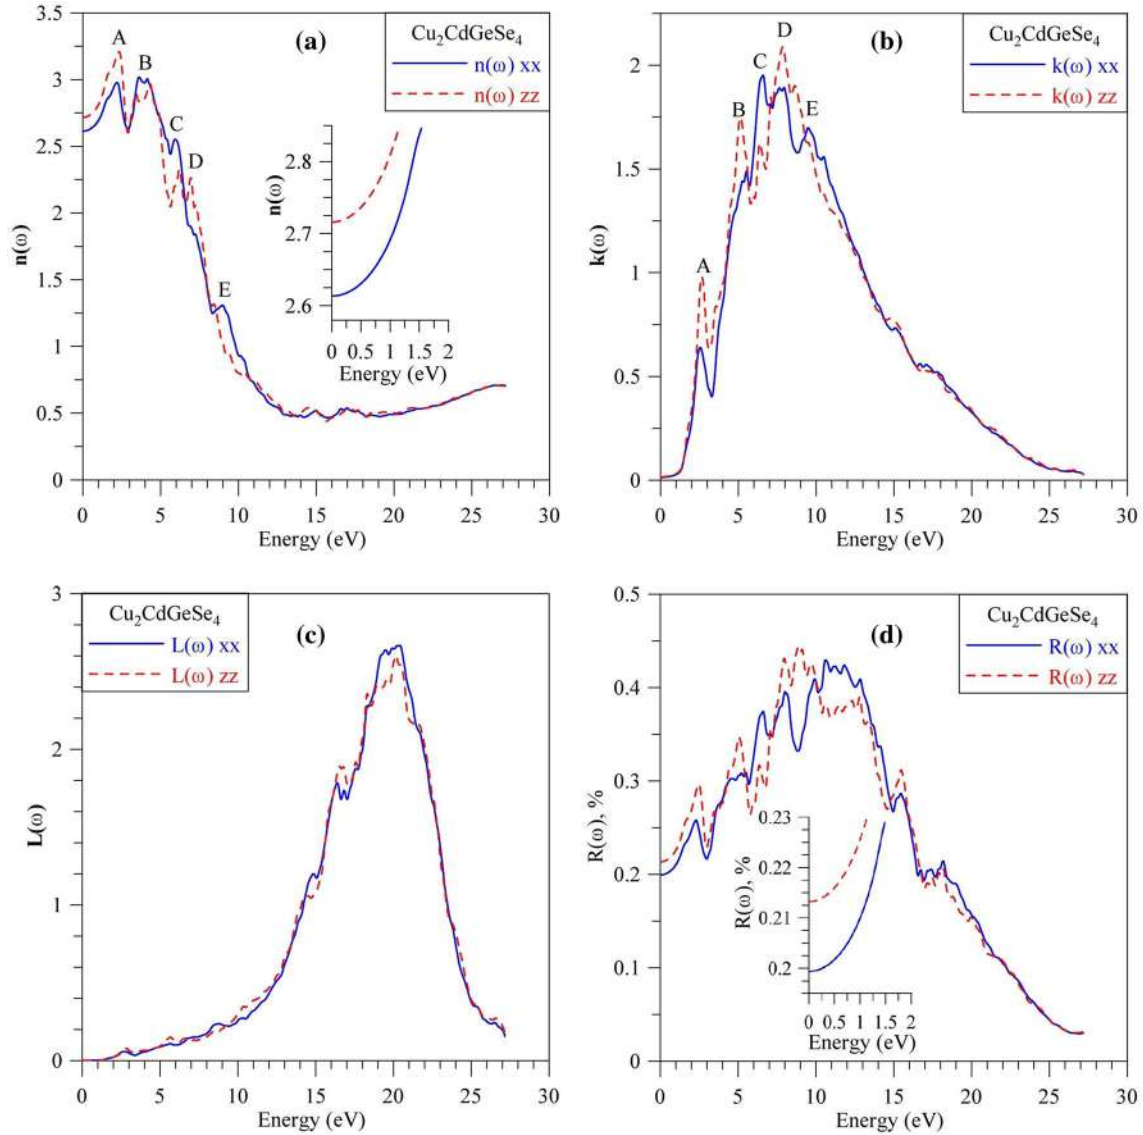 (a)
Cu2CdGeSe4
n(ω) xx
n(ω) zz
A
B
C
D
E
n(ω)
3.5
3
2.5
2
1.5
1
0.5
0
0 5 10 15 20 25 30
Energy (eV)
n(ω)
2.8
2.7
2.6
0 0.5 1 1.5 2
Energy (eV)
(b)
Cu2CdGeSe4
k(ω) xx
k(ω) zz
A
B
C
D
E
k(ω)
2
1.5
1
0.5
0
0 5 10 15 20 25 30
Energy (eV)
(c)
Cu2CdGeSe4
L(ω) xx
L(ω) zz
L(ω)
3
2
1
0
0 5 10 15 20 25 30
Energy (eV)
(d)
Cu2CdGeSe4
R(ω) xx
R(ω) zz
R(ω), %
0.5
0.4
0.3
0.2
0.1
0
0 5 10 15 20 25 30
Energy (eV)
R(ω), %
0.23
0.22
0.21
0.2
0 0.5 1 1.5 2
Energy (eV)